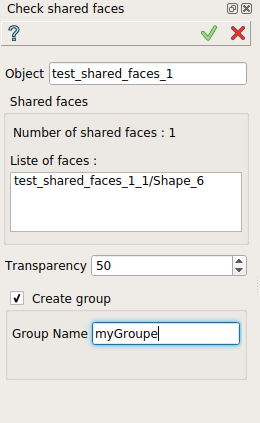 Check shared faces
Object test_shared_faces_1
Shared faces
Number of shared faces : 1
Liste of faces :
test_shared_faces_1_1/Shape_6
Transparency 50
Create group
Group Name myGroupe